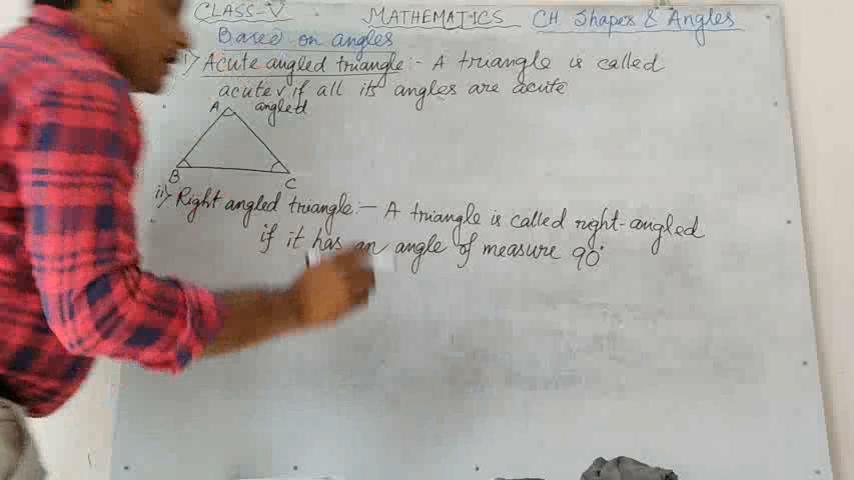 CLASS-V MATHEMATICS CH Shapes & Angles
Based on angles
i) Acute angled triangle:- A triangle is called
acute if all its angles are acute
angled
A
B
C
ii) Right angled triangle:- A triangle is called right-angled
if it has an angle of measure 90°